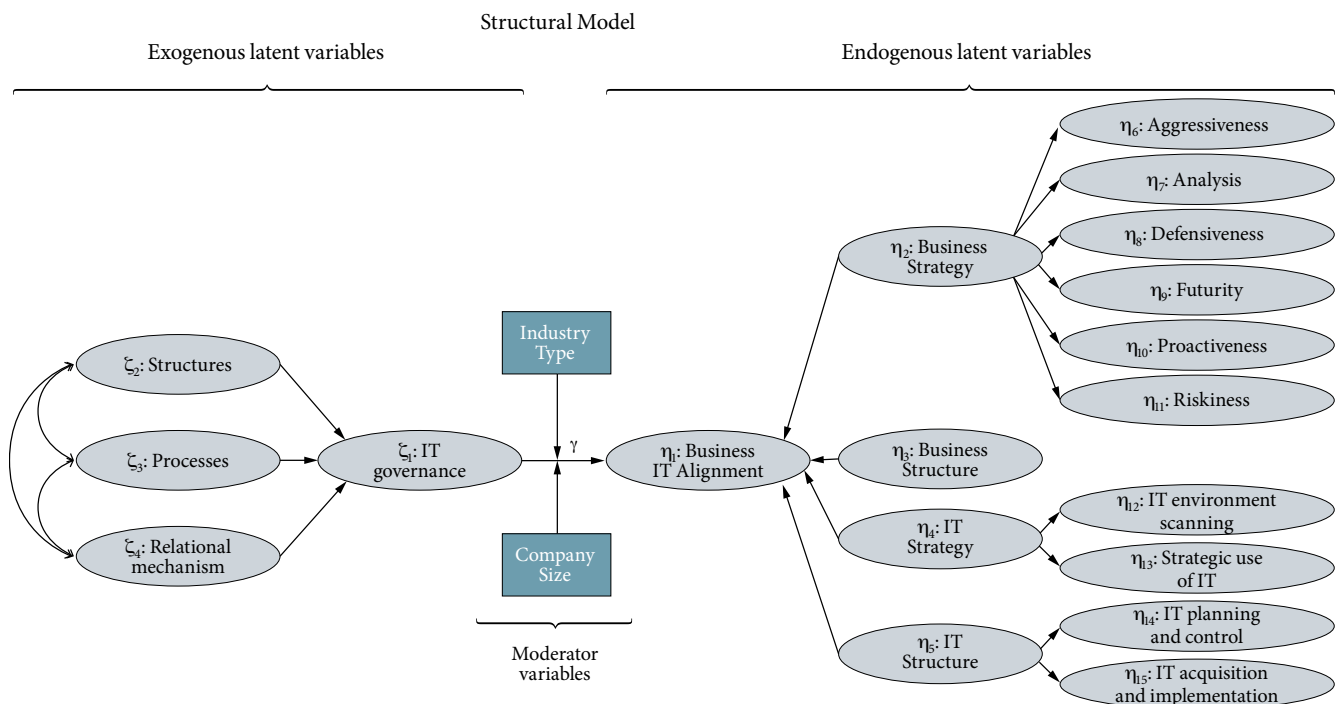 Structural Model
Exogenous latent variables
Endogenous latent variables
ζ₂: Structures
ζ₃: Processes
ζ₄: Relational
mechanism
ζ₁: IT
governance
Industry
Type
γ
Company
Size
Moderator
variables
η₁: Business
IT Alignment
η₂: Business
Strategy
η₃: Business
Structure
η₄: IT
Strategy
η₅: IT
Structure
η₆: Aggressiveness
η₇: Analysis
η₈: Defensiveness
η₉: Futurity
η₁₀: Proactiveness
η₁₁: Riskiness
η₁₂: IT environment
scanning
η₁₃: Strategic use
of IT
η₁₄: IT planning
and control
η₁₅: IT acquisition
and implementation